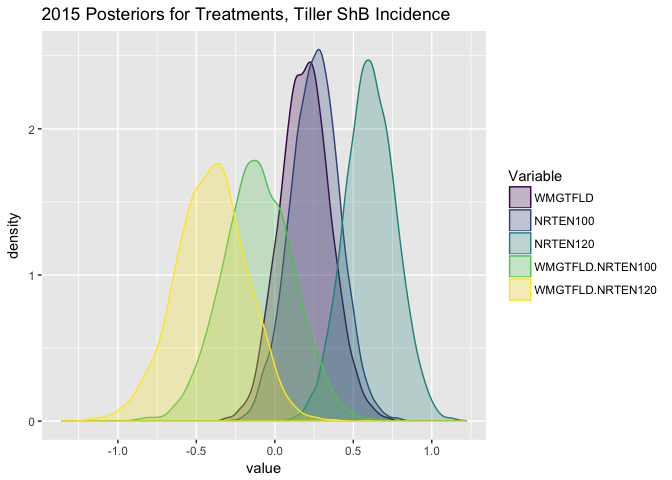 2015 Posteriors for Treatments, Tiller ShB Incidence
density
2
1
0
-1.0 -0.5 0.0 0.5 1.0
value
Variable
WMGTFLD
NRTEN100
NRTEN120
WMGTFLD.NRTEN100
WMGTFLD.NRTEN120